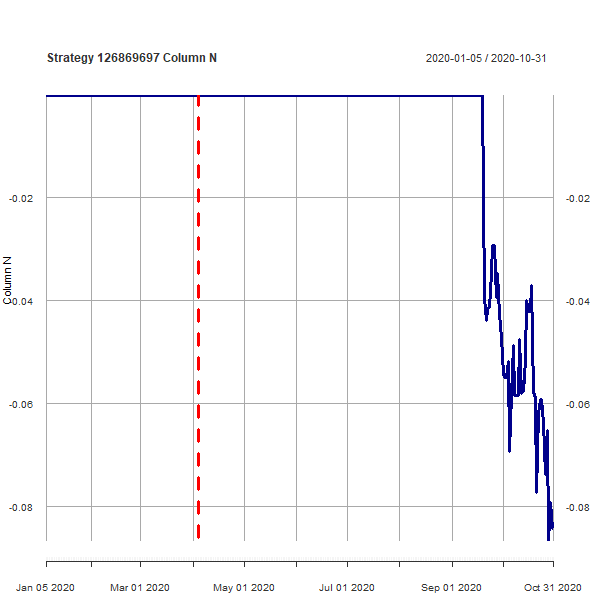 Strategy 126869697 Column N
2020-01-05 / 2020-10-31
-0.02
-0.02
Column N
-0.04
-0.04
-0.06
-0.06
-0.08
-0.08
Jan 05 2020
Mar 01 2020
May 01 2020
Jul 01 2020
Sep 01 2020
Oct 31 2020